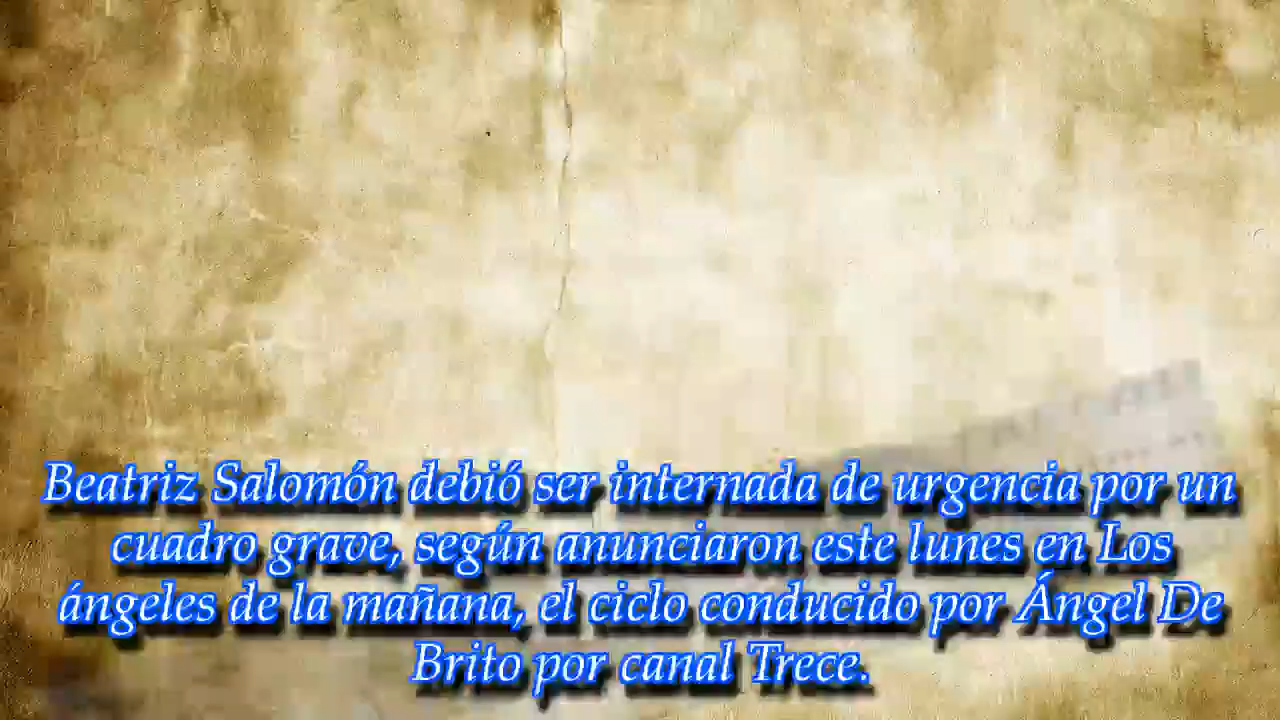 Beatriz Salomón debió ser internada de urgencia por un
cuadro grave, según anunciaron este lunes en Los
ángeles de la mañana, el ciclo conducido por Ángel De
Brito por canal Trece.